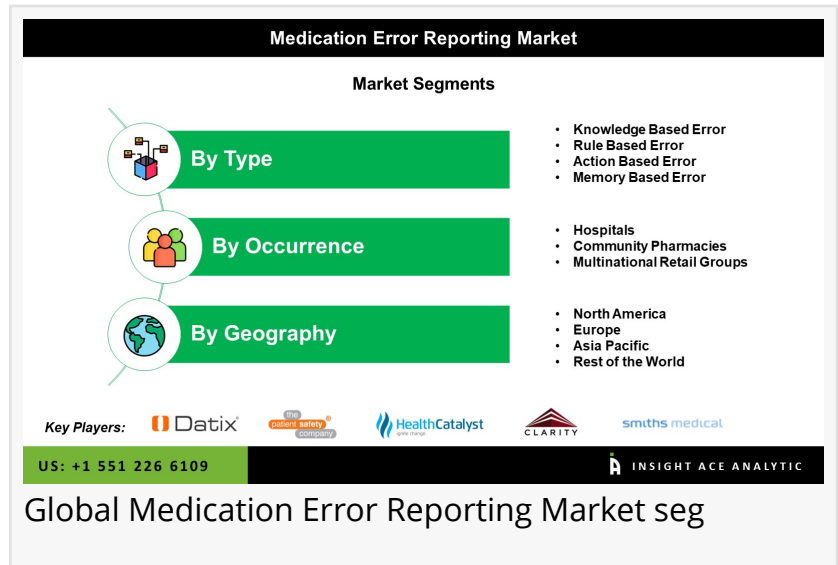 Medication Error Reporting Market
Market Segments
By Type
• Knowledge Based Error
• Rule Based Error
• Action Based Error
• Memory Based Error
By Occurrence
• Hospitals
• Community Pharmacies
• Multinational Retail Groups
By Geography
• North America
• Europe
• Asia Pacific
• Rest of the World
Key Players:
Datix
the
patient safety
company
HealthCatalyst
ignite change
CLARITY
smiths medical
US: +1 551 226 6109
INSIGHT ACE ANALYTIC
Global Medication Error Reporting Market seg